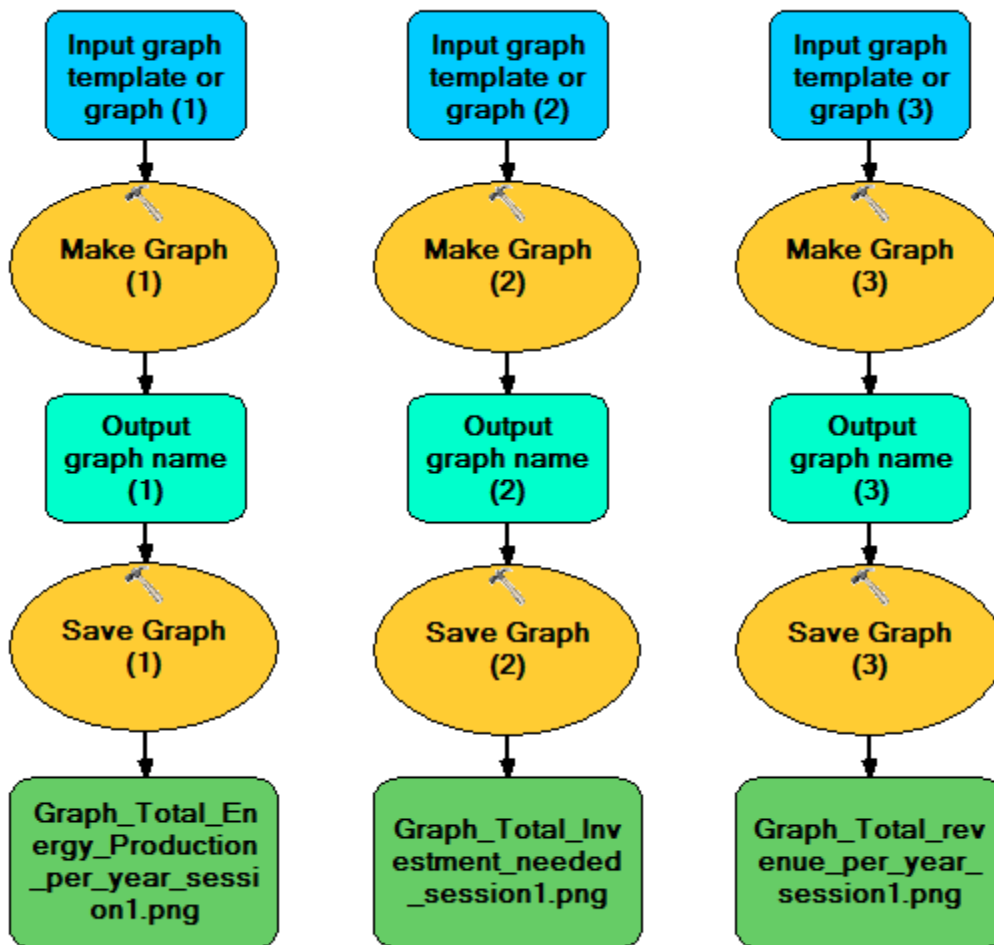 Input graph
template or
graph (1)
Input graph
template or
graph (2)
Input graph
template or
graph (3)
Make Graph
(1)
Make Graph
(2)
Make Graph
(3)
Output
graph name
(1)
Output
graph name
(2)
Output
graph name
(3)
Save Graph
(1)
Save Graph
(2)
Save Graph
(3)
Graph_Total_En
ergy_Production
_per_year_sessi
on1.png
Graph_Total_Inv
estment_needed
_session1.png
Graph_Total_rev
enue_per_year_
session1.png